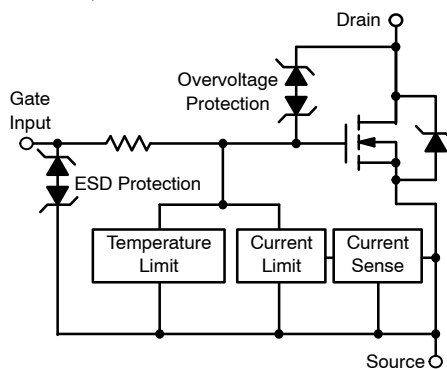 Drain
Overvoltage
Protection
Gate
Input
ESD Protection
Temperature
Limit
Current
Limit
Current
Sense
Source